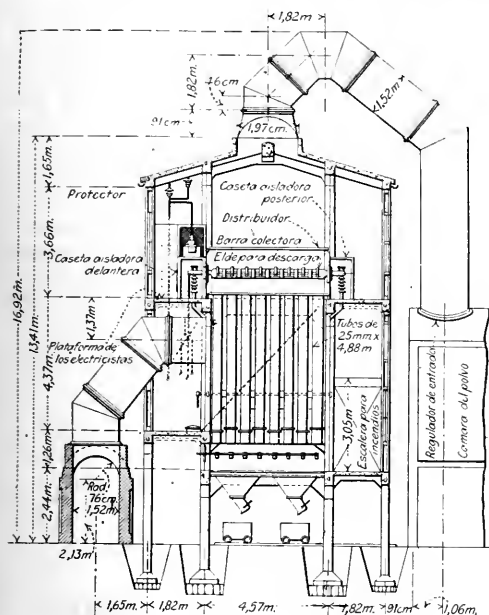 1,82m.
46cm
1,82m.
91cm
1,52m.
1,97cm.
1,65m.
Protector
Caseta aisladora
posterior
Distribuidor
Barra colectora
El de para descarga
3,66m.
Caseta aisladora
delantera
16,92m.
13,41m.
1,37m
Plataforma de
los electricistas
4,37m.
Tubos de
25mm x
4,88m.
3,05m.
Escalera para
incendios
Regulador de entrada
Camara del polvo
1,26m.
2,44m.
Rad.
76cm.
1,52m.
2,13m
1,65m.
1,82m.
4,57m.
1,82m.
91cm.
1,06m.